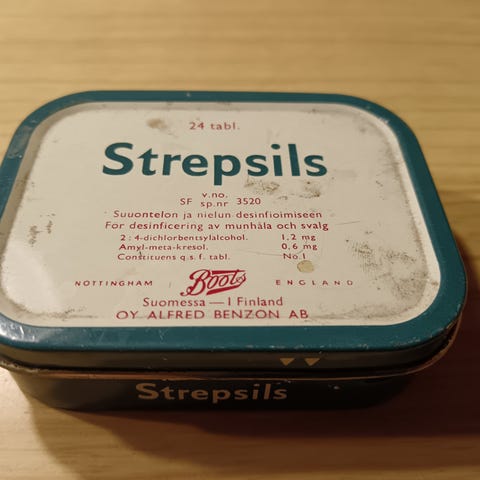 24 tabl.
Strepsils
v.no.
SF sp.nr 3520
Suuontelon ja nielun desinfioimiseen
För desinficering av munhåla och svalg
2:4-dichlorbentsylalcohol. 1,2 mg
Amyl-meta-kresol. 0,6 mg
Constituens q.s.f. tabl. No I
NOTTINGHAM Boots ENGLAND
Suomessa — I Finland
OY ALFRED BENZON AB
Strepsils